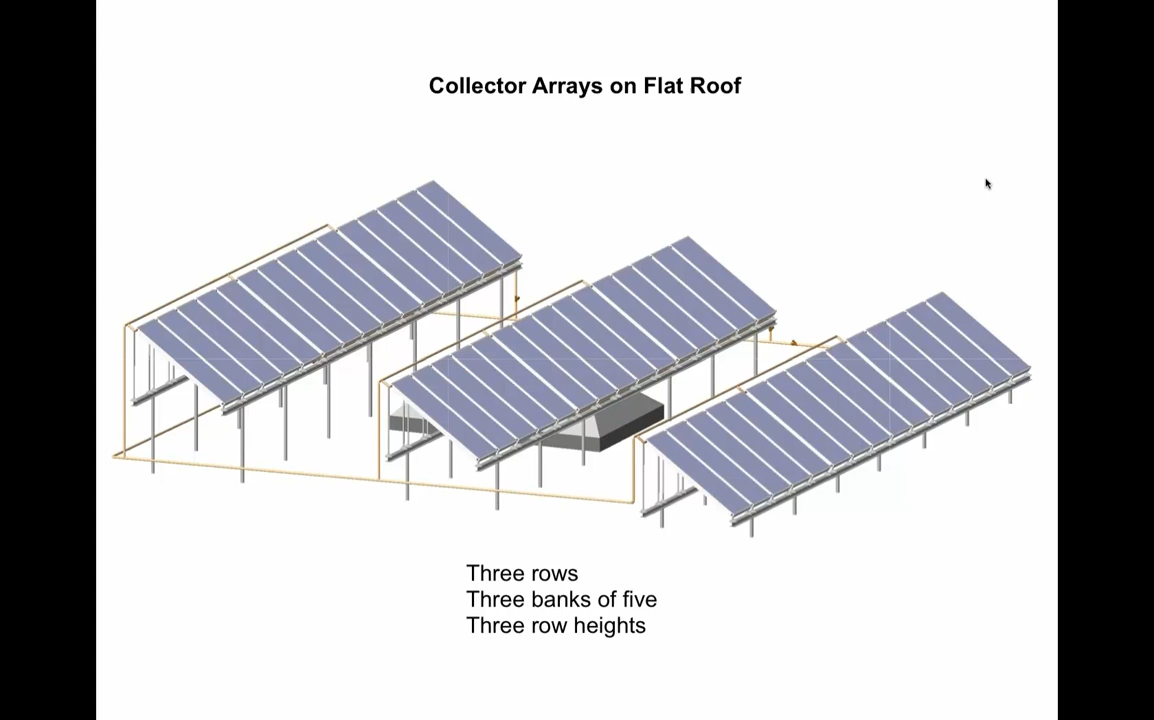 Collector Arrays on Flat Roof
Three rows
Three banks of five
Three row heights